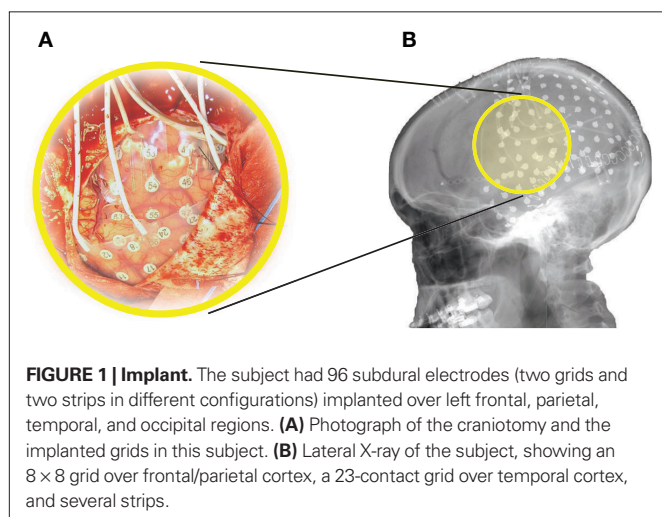 A
B
FIGURE 1 | Implant. The subject had 96 subdural electrodes (two grids and
two strips in different configurations) implanted over left frontal, parietal,
temporal, and occipital regions. (A) Photograph of the craniotomy and the
implanted grids in this subject. (B) Lateral X-ray of the subject, showing an
8 × 8 grid over frontal/parietal cortex, a 23-contact grid over temporal cortex,
and several strips.